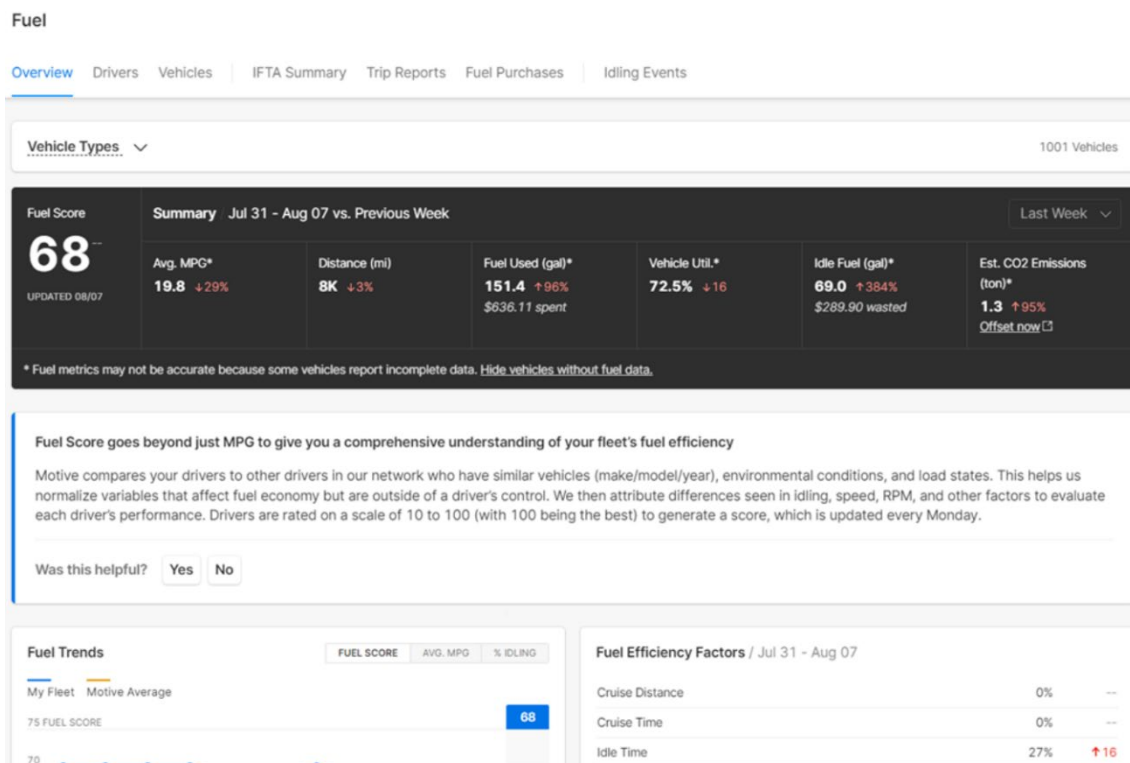 Fuel
Overview Drivers Vehicles IFTA Summary Trip Reports Fuel Purchases Idling Events
Vehicle Types 1001 Vehicles
Fuel Score
68 --
UPDATED 08/07
Summary Jul 31 - Aug 07 vs. Previous Week Last Week
Avg. MPG*
19.8 ↓29%
Distance (mi)
8K ↓3%
Fuel Used (gal)*
151.4 ↑96%
$636.11 spent
Vehicle Util.*
72.5% ↓16
Idle Fuel (gal)*
69.0 ↑384%
$289.90 wasted
Est. CO2 Emissions
(ton)*
1.3 ↑95%
Offset now
* Fuel metrics may not be accurate because some vehicles report incomplete data. Hide vehicles without fuel data.
Fuel Score goes beyond just MPG to give you a comprehensive understanding of your fleet's fuel efficiency
Motive compares your drivers to other drivers in our network who have similar vehicles (make/model/year), environmental conditions, and load states. This helps us
normalize variables that affect fuel economy but are outside of a driver's control. We then attribute differences seen in idling, speed, RPM, and other factors to evaluate
each driver's performance. Drivers are rated on a scale of 10 to 100 (with 100 being the best) to generate a score, which is updated every Monday.
Was this helpful? Yes No
Fuel Trends FUEL SCORE AVG. MPG % IDLING
My Fleet Motive Average
75 FUEL SCORE 68
70
Fuel Efficiency Factors / Jul 31 - Aug 07
Cruise Distance 0% --
Cruise Time 0% --
Idle Time 27% ↑16